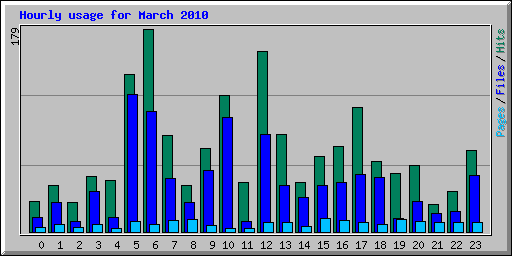 Hourly usage for March 2010
179
Pages / Files / Hits
0 1 2 3 4 5 6 7 8 9 10 11 12 13 14 15 16 17 18 19 20 21 22 23